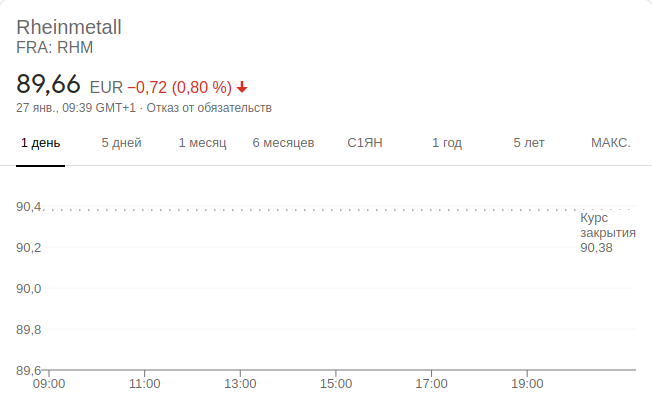 Rheinmetall
FRA: RHM
89,66 EUR −0,72 (0,80 %)
27 янв., 09:39 GMT+1 · Отказ от обязательств
1 день 5 дней 1 месяц 6 месяцев С1ЯН 1 год 5 лет МАКС.
90,4
Курс
закрытия
90,38
90,2
90,0
89,8
89,6
09:00 11:00 13:00 15:00 17:00 19:00